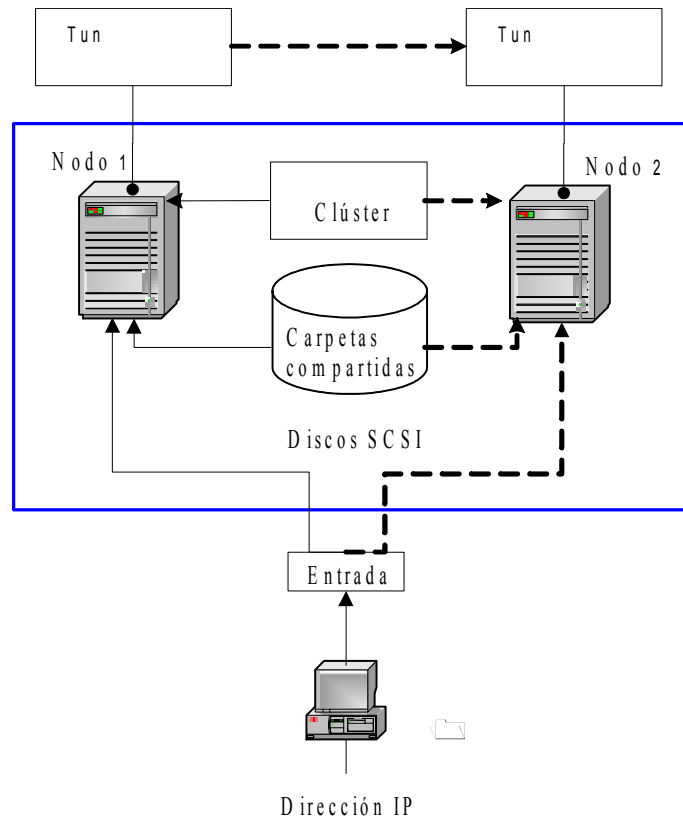 Tun
Tun
Nodo 1
Nodo 2
Clúster
Carpetas
compartidas
Discos SCSI
Entrada
Dirección IP